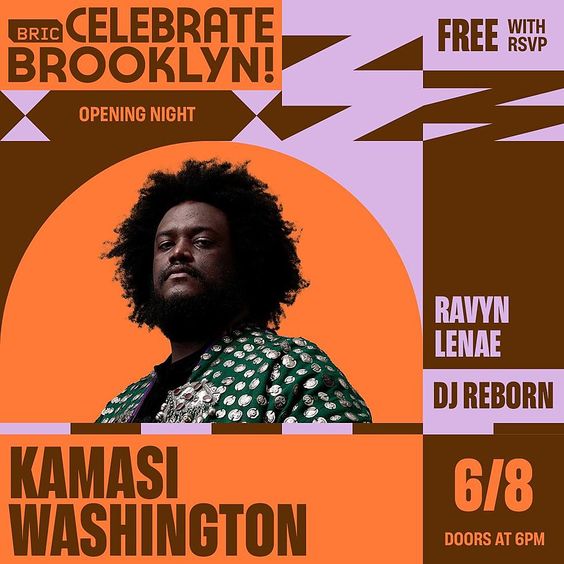 BRIC CELEBRATE
BROOKLYN!
FREE WITH
RSVP
OPENING NIGHT
RAVYN
LENAE
DJ REBORN
KAMASI
WASHINGTON
6/8
DOORS AT 6PM